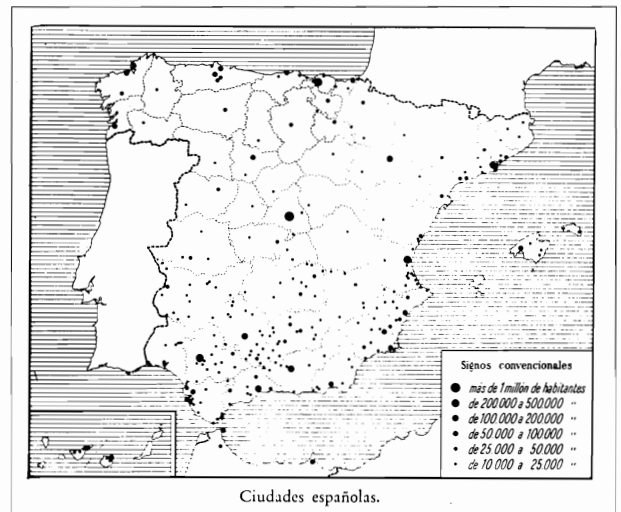 Signos convencionales
mas de 1 millón de habitantes
de 200.000 a 500.000 "
de 100.000 a 200.000 "
de 50.000 a 100.000 "
de 25.000 a 50.000 "
de 10.000 a 25.000 "
Ciudades españolas.